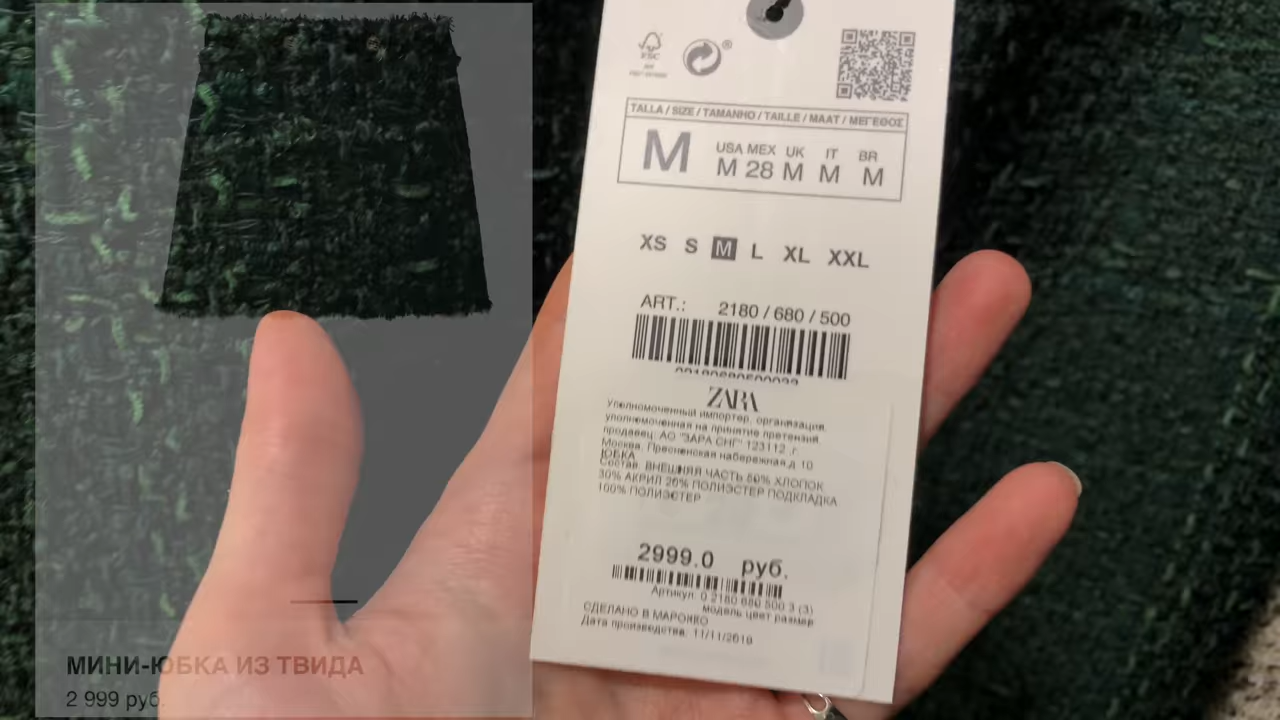 FSC
TALLA / SIZE / TAMANHO / TAILLE / MAAT / ΜΕΓΕΘΟΣ
M
USA MEX UK IT BR
M 28 M M M
XS S M L XL XXL
ART.: 2180 / 680 / 500
ZARA
Уполномоченный импортер, организация,
уполномоченная на принятие претензий
продавец: АО "ЗАРА СНГ" 123112 ,г.
Москва. Пресненская набережная,д 10
ЮБКА
Состав: ВНЕШНЯЯ ЧАСТЬ 50% ХЛОПОК
30% АКРИЛ 20% ПОЛИЭСТЕР ПОДКЛАДКА
100% ПОЛИЭСТЕР
2999.0 руб.
Артикул: 0 2180 680 500 3 (3)
модель цвет размер
СДЕЛАНО В МАРОККО
Дата производства: 11/11/2019
МИНИ-ЮБКА ИЗ ТВИДА
2 999 руб.